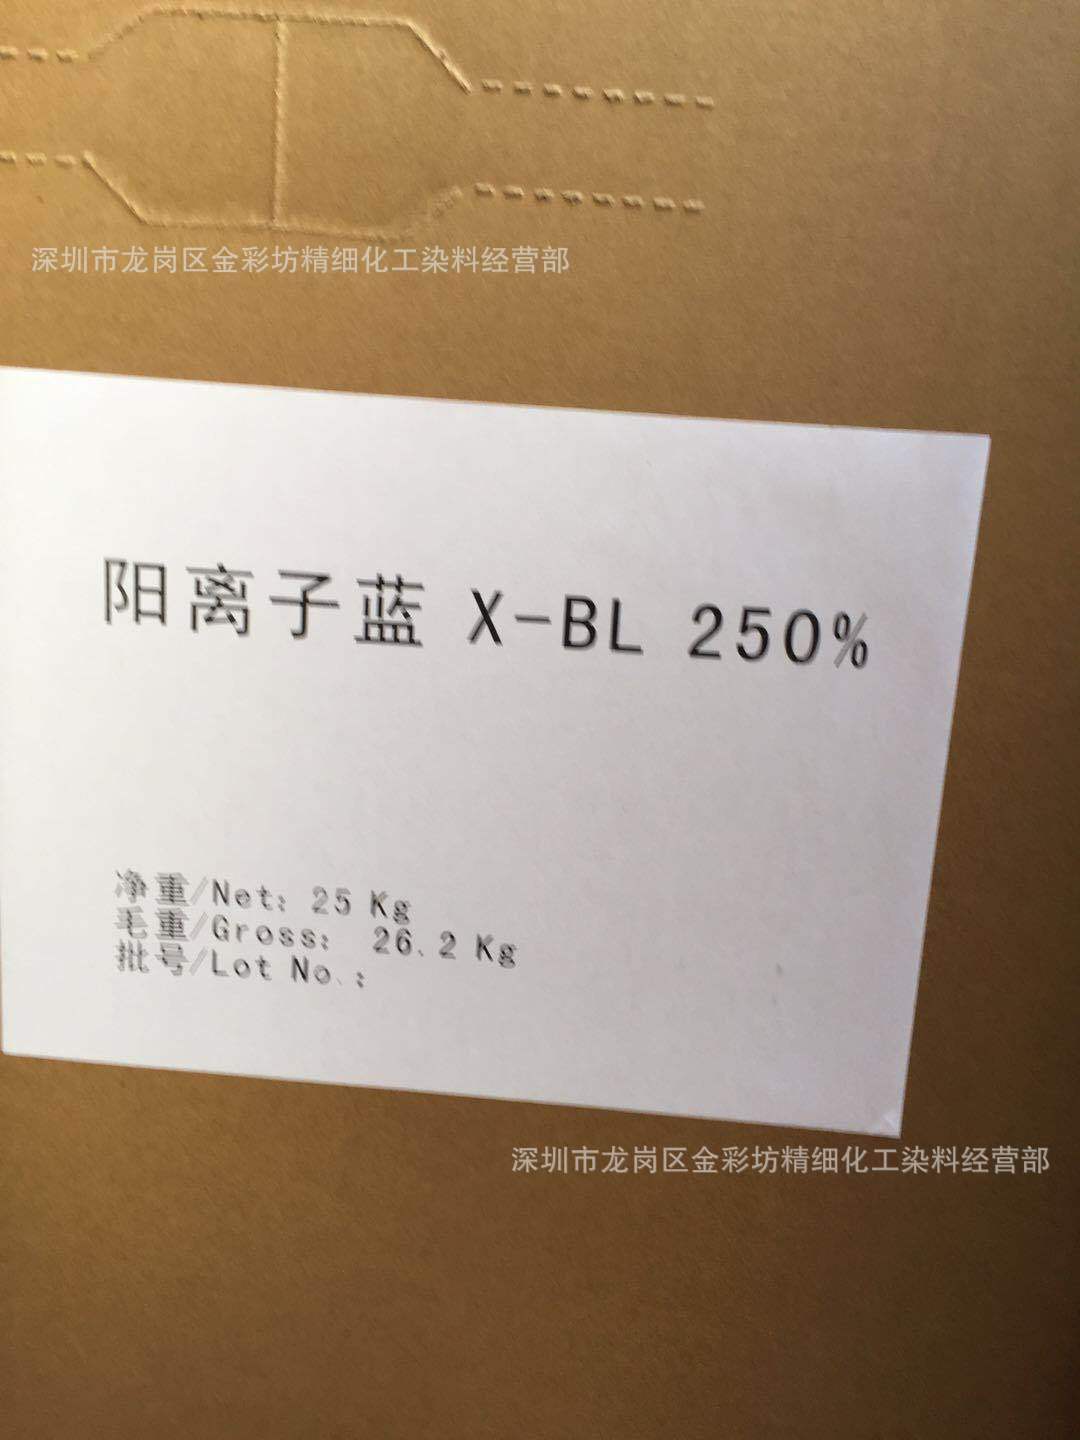 深圳市龙岗区金彩坊精细化工染料经营部
阳离子蓝 X-BL 250%
净重/Net: 25 Kg
毛重/Gross: 26.2 Kg
批号/Lot No.:
深圳市龙岗区金彩坊精细化工染料经营部